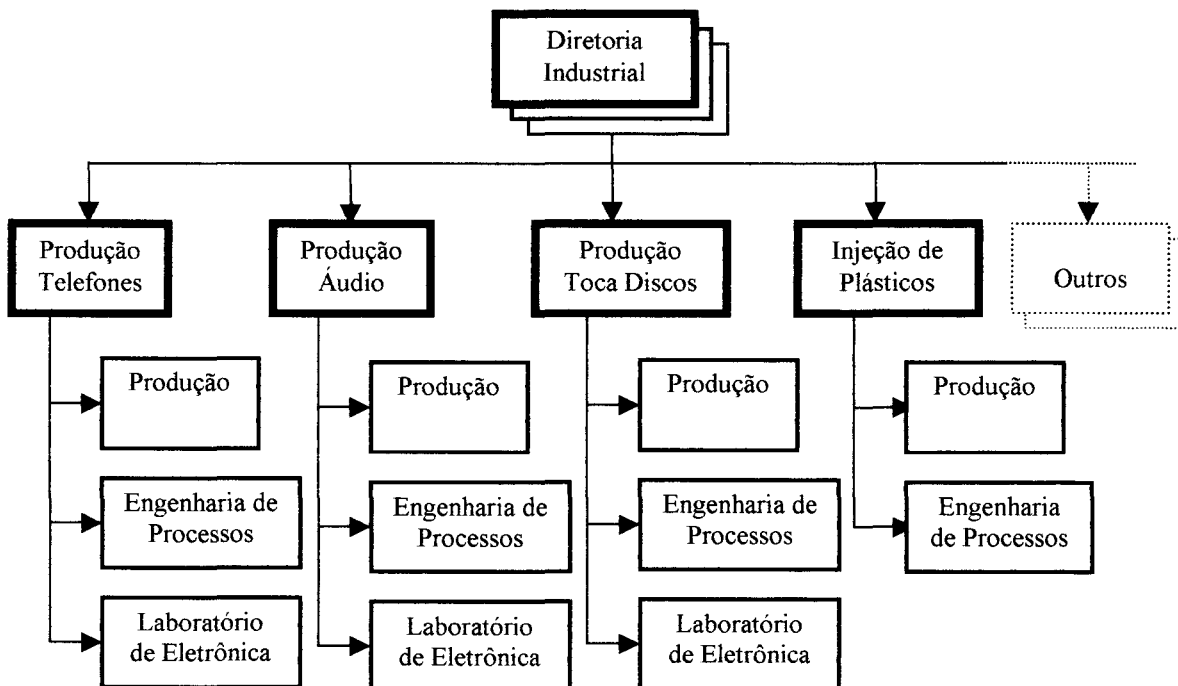 Diretoria
Industrial
Produção
Telefones
Produção
Áudio
Produção
Toca Discos
Injeção de
Plásticos
Outros
Produção
Produção
Produção
Produção
Engenharia de
Processos
Engenharia de
Processos
Engenharia de
Processos
Engenharia
de Processos
Laboratório
de Eletrônica
Laboratório
de Eletrônica
Laboratório
de Eletrônica